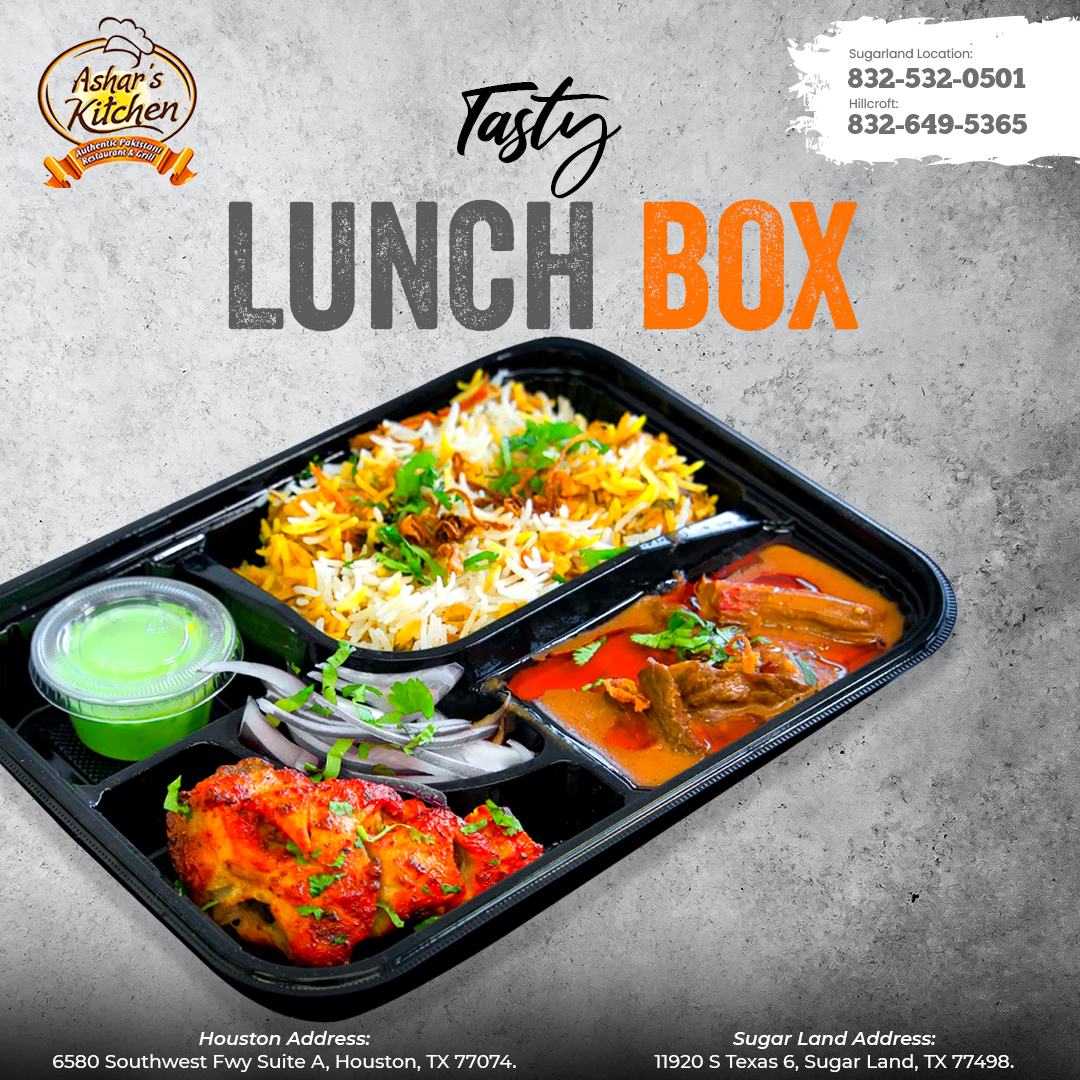 Ashar's
Kitchen
Authentic Pakistani
Restaurant & Grill
Sugarland Location:
832-532-0501
Hillcroft:
832-649-5365
Tasty
LUNCH BOX
Houston Address:
6580 Southwest Fwy Suite A, Houston, TX 77074.
Sugar Land Address:
11920 S Texas 6, Sugar Land, TX 77498.